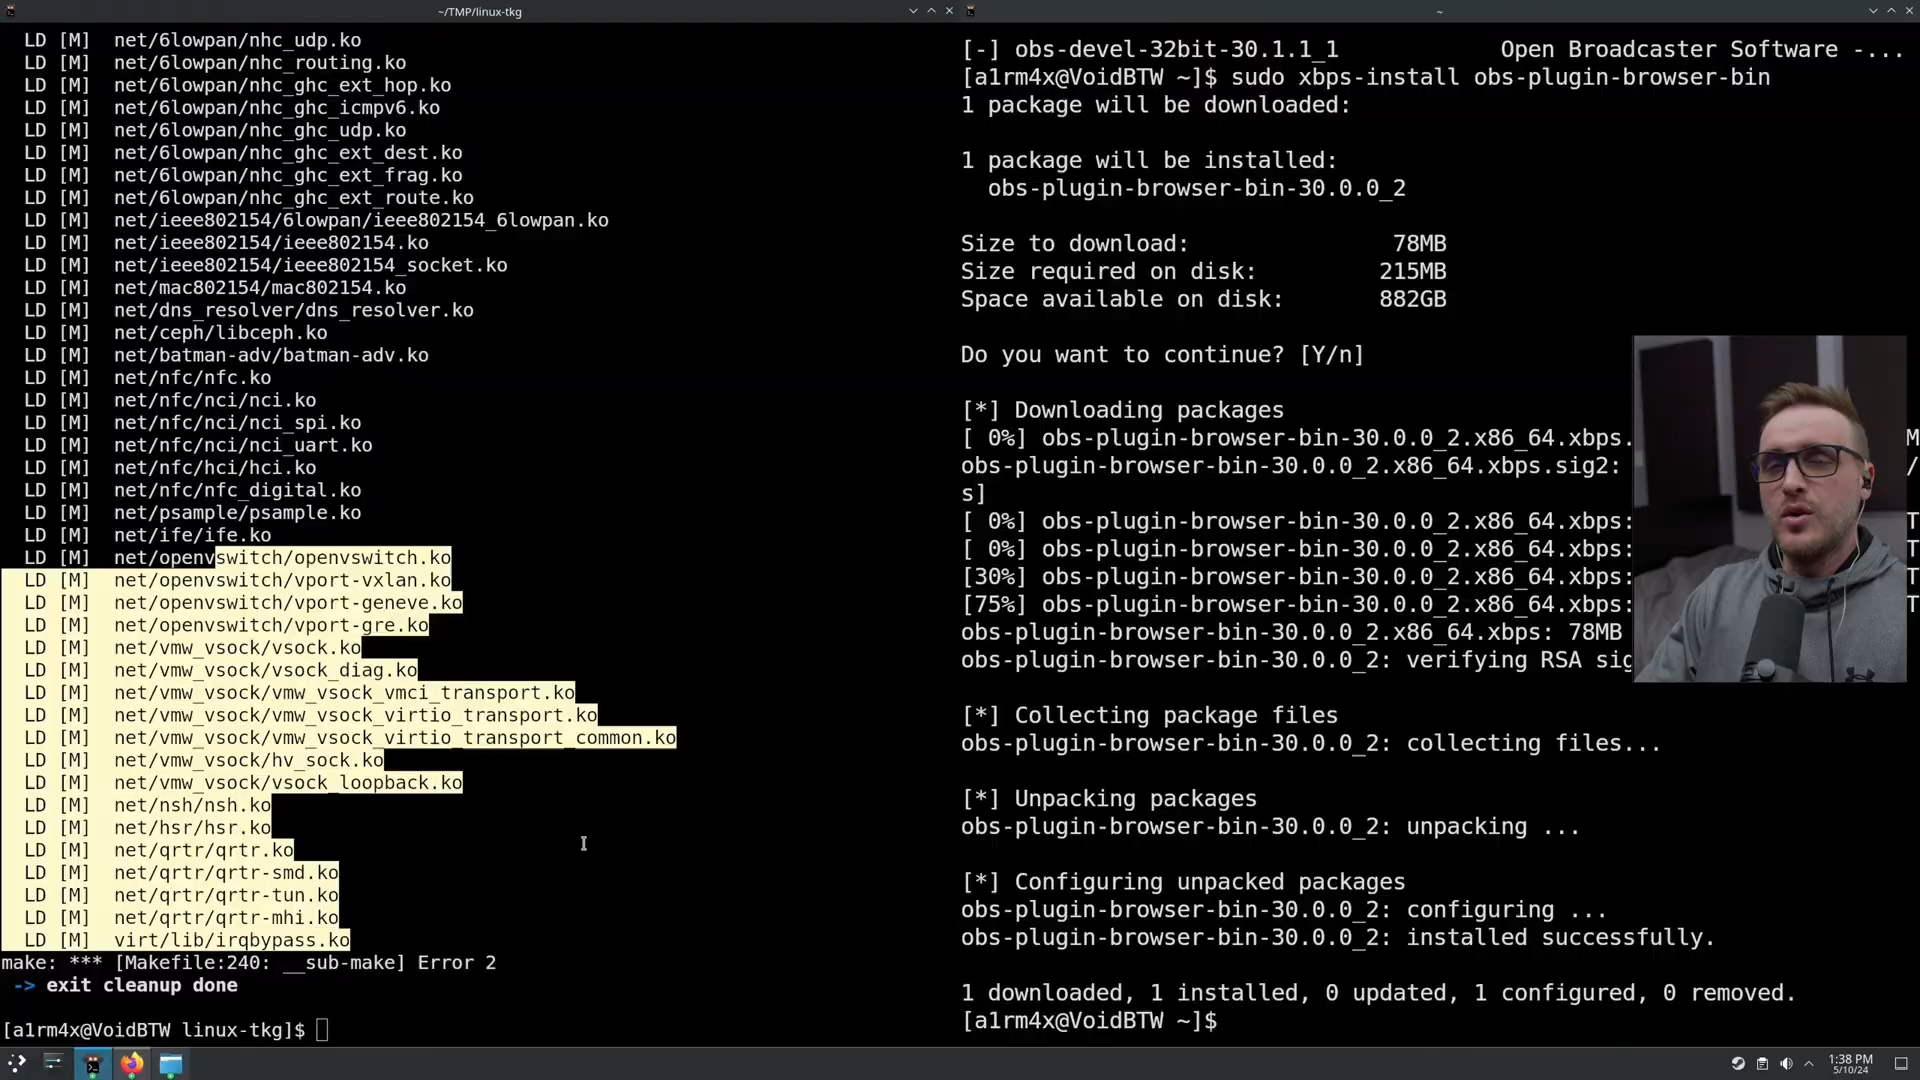 ~/TMP/linux-tkg
LD [M] net/6lowpan/nhc_udp.ko
LD [M] net/6lowpan/nhc_routing.ko
LD [M] net/6lowpan/nhc_ghc_ext_hop.ko
LD [M] net/6lowpan/nhc_ghc_icmpv6.ko
LD [M] net/6lowpan/nhc_ghc_udp.ko
LD [M] net/6lowpan/nhc_ghc_ext_dest.ko
LD [M] net/6lowpan/nhc_ghc_ext_frag.ko
LD [M] net/6lowpan/nhc_ghc_ext_route.ko
LD [M] net/ieee802154/6lowpan/ieee802154_6lowpan.ko
LD [M] net/ieee802154/ieee802154.ko
LD [M] net/ieee802154/ieee802154_socket.ko
LD [M] net/mac802154/mac802154.ko
LD [M] net/dns_resolver/dns_resolver.ko
LD [M] net/ceph/libceph.ko
LD [M] net/batman-adv/batman-adv.ko
LD [M] net/nfc/nfc.ko
LD [M] net/nfc/nci/nci.ko
LD [M] net/nfc/nci/nci_spi.ko
LD [M] net/nfc/nci/nci_uart.ko
LD [M] net/nfc/hci/hci.ko
LD [M] net/nfc/nfc_digital.ko
LD [M] net/psample/psample.ko
LD [M] net/ife/ife.ko
LD [M] net/openvswitch/openvswitch.ko
LD [M] net/openvswitch/vport-vxlan.ko
LD [M] net/openvswitch/vport-geneve.ko
LD [M] net/openvswitch/vport-gre.ko
LD [M] net/vmw_vsock/vsock.ko
LD [M] net/vmw_vsock/vsock_diag.ko
LD [M] net/vmw_vsock/vmw_vsock_vmci_transport.ko
LD [M] net/vmw_vsock/vmw_vsock_virtio_transport.ko
LD [M] net/vmw_vsock/vmw_vsock_virtio_transport_common.ko
LD [M] net/vmw_vsock/hv_sock.ko
LD [M] net/vmw_vsock/vsock_loopback.ko
LD [M] net/nsh/nsh.ko
LD [M] net/hsr/hsr.ko
LD [M] net/qrtr/qrtr.ko
LD [M] net/qrtr/qrtr-smd.ko
LD [M] net/qrtr/qrtr-tun.ko
LD [M] net/qrtr/qrtr-mhi.ko
LD [M] virt/lib/irqbypass.ko
make: *** [Makefile:240: __sub-make] Error 2
-> exit cleanup done
[a1rm4x@VoidBTW linux-tkg]$
~
[-] obs-devel-32bit-30.1.1_1 Open Broadcaster Software -...
[a1rm4x@VoidBTW ~]$ sudo xbps-install obs-plugin-browser-bin
1 package will be downloaded:
1 package will be installed:
obs-plugin-browser-bin-30.0.0_2
Size to download: 78MB
Size required on disk: 215MB
Space available on disk: 882GB
Do you want to continue? [Y/n]
[*] Downloading packages
[ 0%] obs-plugin-browser-bin-30.0.0_2.x86_64.xbps. M
obs-plugin-browser-bin-30.0.0_2.x86_64.xbps.sig2: /
s]
[ 0%] obs-plugin-browser-bin-30.0.0_2.x86_64.xbps: T
[ 0%] obs-plugin-browser-bin-30.0.0_2.x86_64.xbps: T
[30%] obs-plugin-browser-bin-30.0.0_2.x86_64.xbps: T
[75%] obs-plugin-browser-bin-30.0.0_2.x86_64.xbps: T
obs-plugin-browser-bin-30.0.0_2.x86_64.xbps: 78MB
obs-plugin-browser-bin-30.0.0_2: verifying RSA sig
[*] Collecting package files
obs-plugin-browser-bin-30.0.0_2: collecting files...
[*] Unpacking packages
obs-plugin-browser-bin-30.0.0_2: unpacking ...
[*] Configuring unpacked packages
obs-plugin-browser-bin-30.0.0_2: configuring ...
obs-plugin-browser-bin-30.0.0_2: installed successfully.
1 downloaded, 1 installed, 0 updated, 1 configured, 0 removed.
[a1rm4x@VoidBTW ~]$
1:38 PM
5/10/24